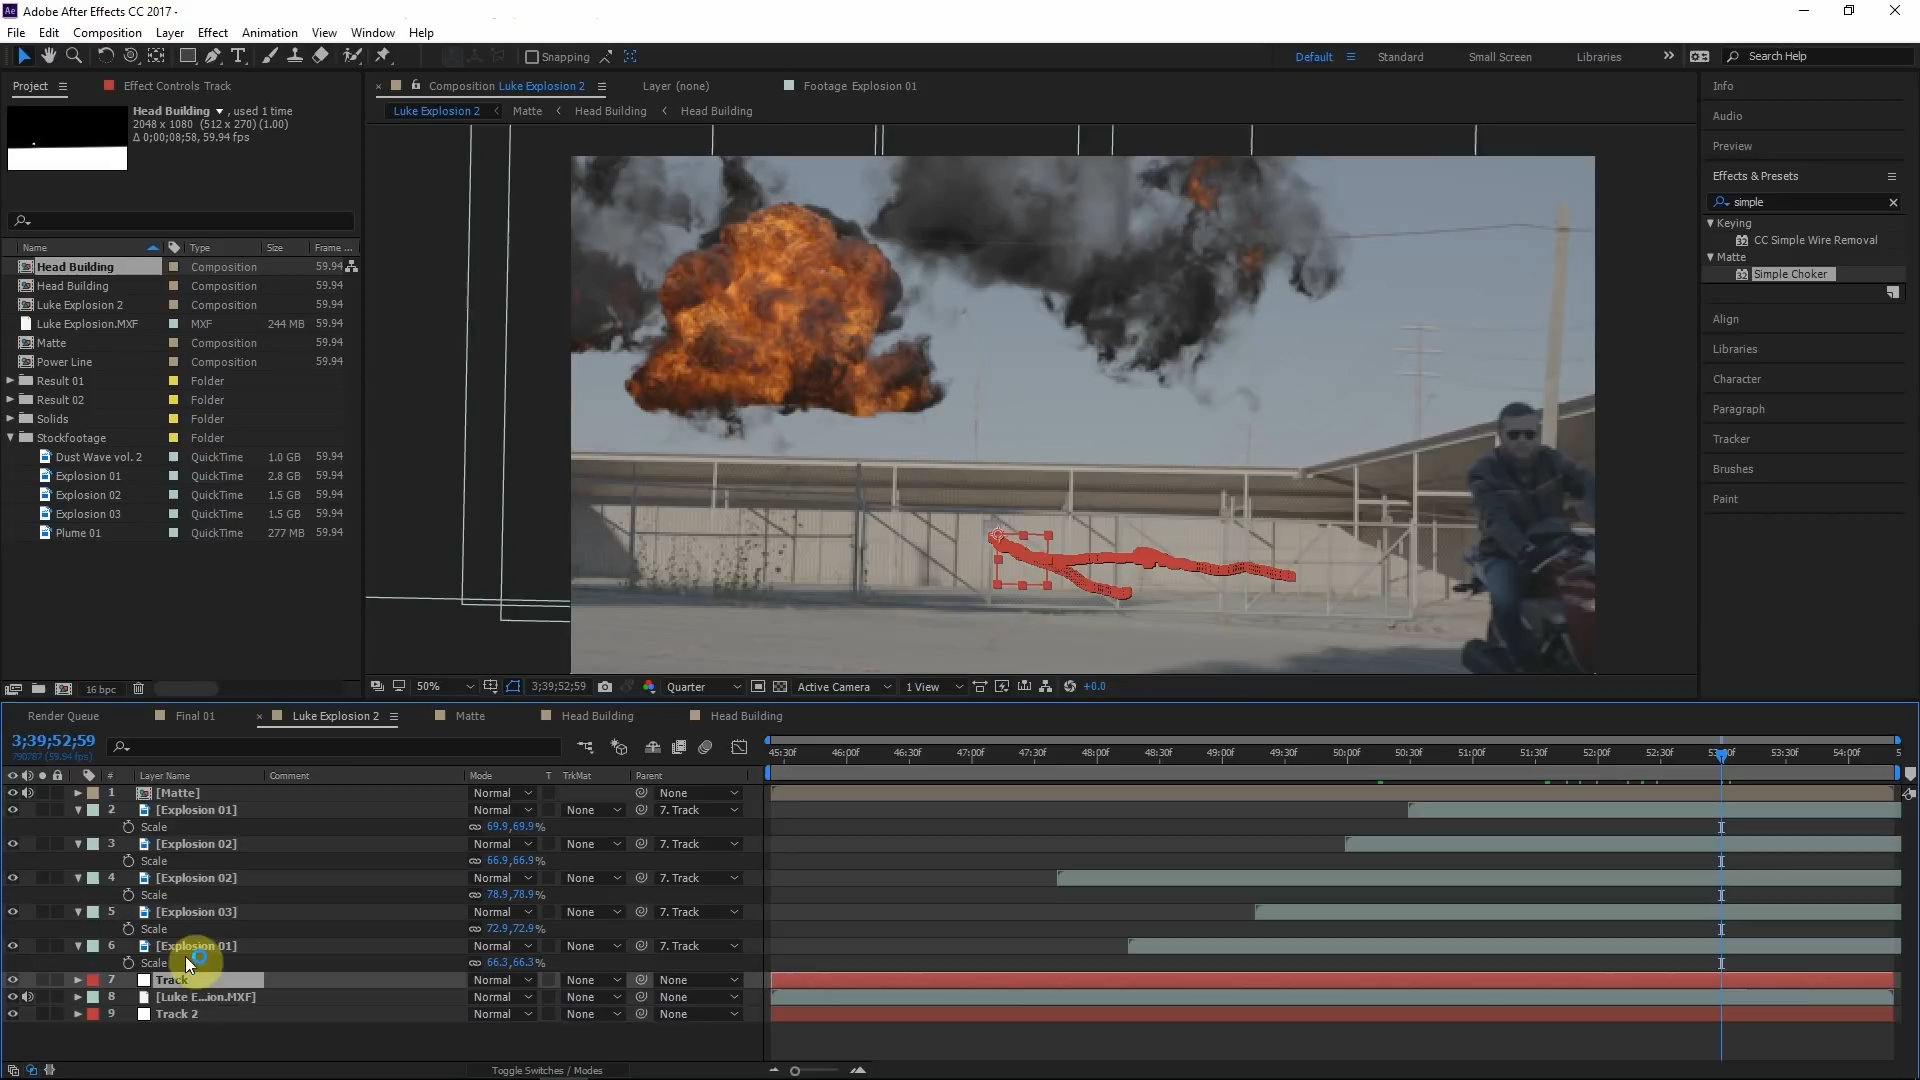 Ae Adobe After Effects CC 2017 -
File Edit Composition Layer Effect Animation View Window Help
Snapping Default Standard Small Screen Libraries Search Help
Project Effect Controls Track
Head Building , used 1 time
2048 x 1080 (512 x 270) (1.00)
Δ 0;00;08;58, 59.94 fps
Name Type Size Frame ...
Head Building Composition 59.94
Head Building Composition 59.94
Luke Explosion 2 Composition 59.94
Luke Explosion.MXF MXF 244 MB 59.94
Matte Composition 59.94
Power Line Composition 59.94
Result 01 Folder
Result 02 Folder
Solids Folder
Stockfootage Folder
Dust Wave vol. 2 QuickTime 1.0 GB 59.94
Explosion 01 QuickTime 2.8 GB 59.94
Explosion 02 QuickTime 1.5 GB 59.94
Explosion 03 QuickTime 1.5 GB 59.94
Plume 01 QuickTime 277 MB 59.94
16 bpc
Composition Luke Explosion 2 Layer (none) Footage Explosion 01
Luke Explosion 2 Matte Head Building Head Building
50% 3;39;52;59 Quarter Active Camera 1 View +0.0
Info
Audio
Preview
Effects & Presets
simple
Keying
32 CC Simple Wire Removal
Matte
32 Simple Choker
Align
Libraries
Character
Paragraph
Tracker
Brushes
Paint
Render Queue Final 01 Luke Explosion 2 Matte Head Building Head Building
3;39;52;59
790787 (59.94 fps)
45:30f 46:00f 46:30f 47:00f 47:30f 48:00f 48:30f 49:00f 49:30f 50:00f 50:30f 51:00f 51:30f 52:00f 52:30f 53:30f 54:00f 5
# Layer Name Comment Mode T TrkMat Parent
1 [Matte] Normal None
2 [Explosion 01] Normal None 7. Track
Scale 69.9,69.9%
3 [Explosion 02] Normal None 7. Track
Scale 66.9,66.9%
4 [Explosion 02] Normal None 7. Track
Scale 78.9,78.9%
5 [Explosion 03] Normal None 7. Track
Scale 72.9,72.9%
6 [Explosion 01] Normal None 7. Track
Scale 66.3,66.3%
7 Track Normal None None
8 [Luke E...ion.MXF] Normal None None
9 Track 2 Normal None None
Toggle Switches / Modes